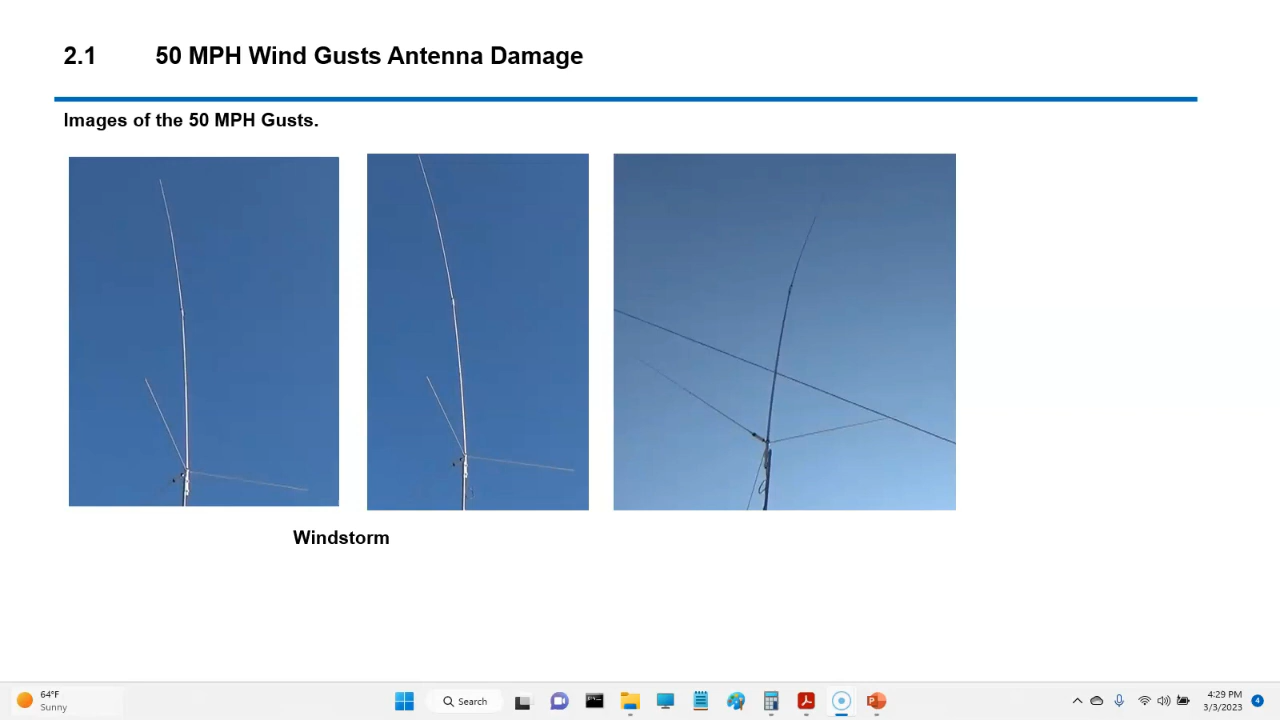 2.1 50 MPH Wind Gusts Antenna Damage
Images of the 50 MPH Gusts.
Windstorm
64°F
Sunny
Search
4:29 PM
3/3/2023
4